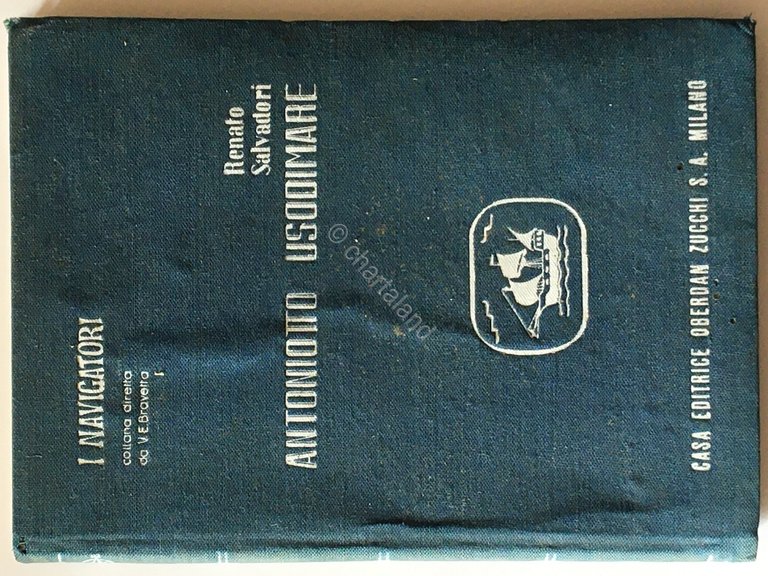 I NAVIGATORI
collana diretta
da V. E. Bravetta
1
Renato
Salvadori
ANTONIOTTO USODIMARE
© chartaland
CASA EDITRICE OBERDAN ZUCCHI S. A. MILANO